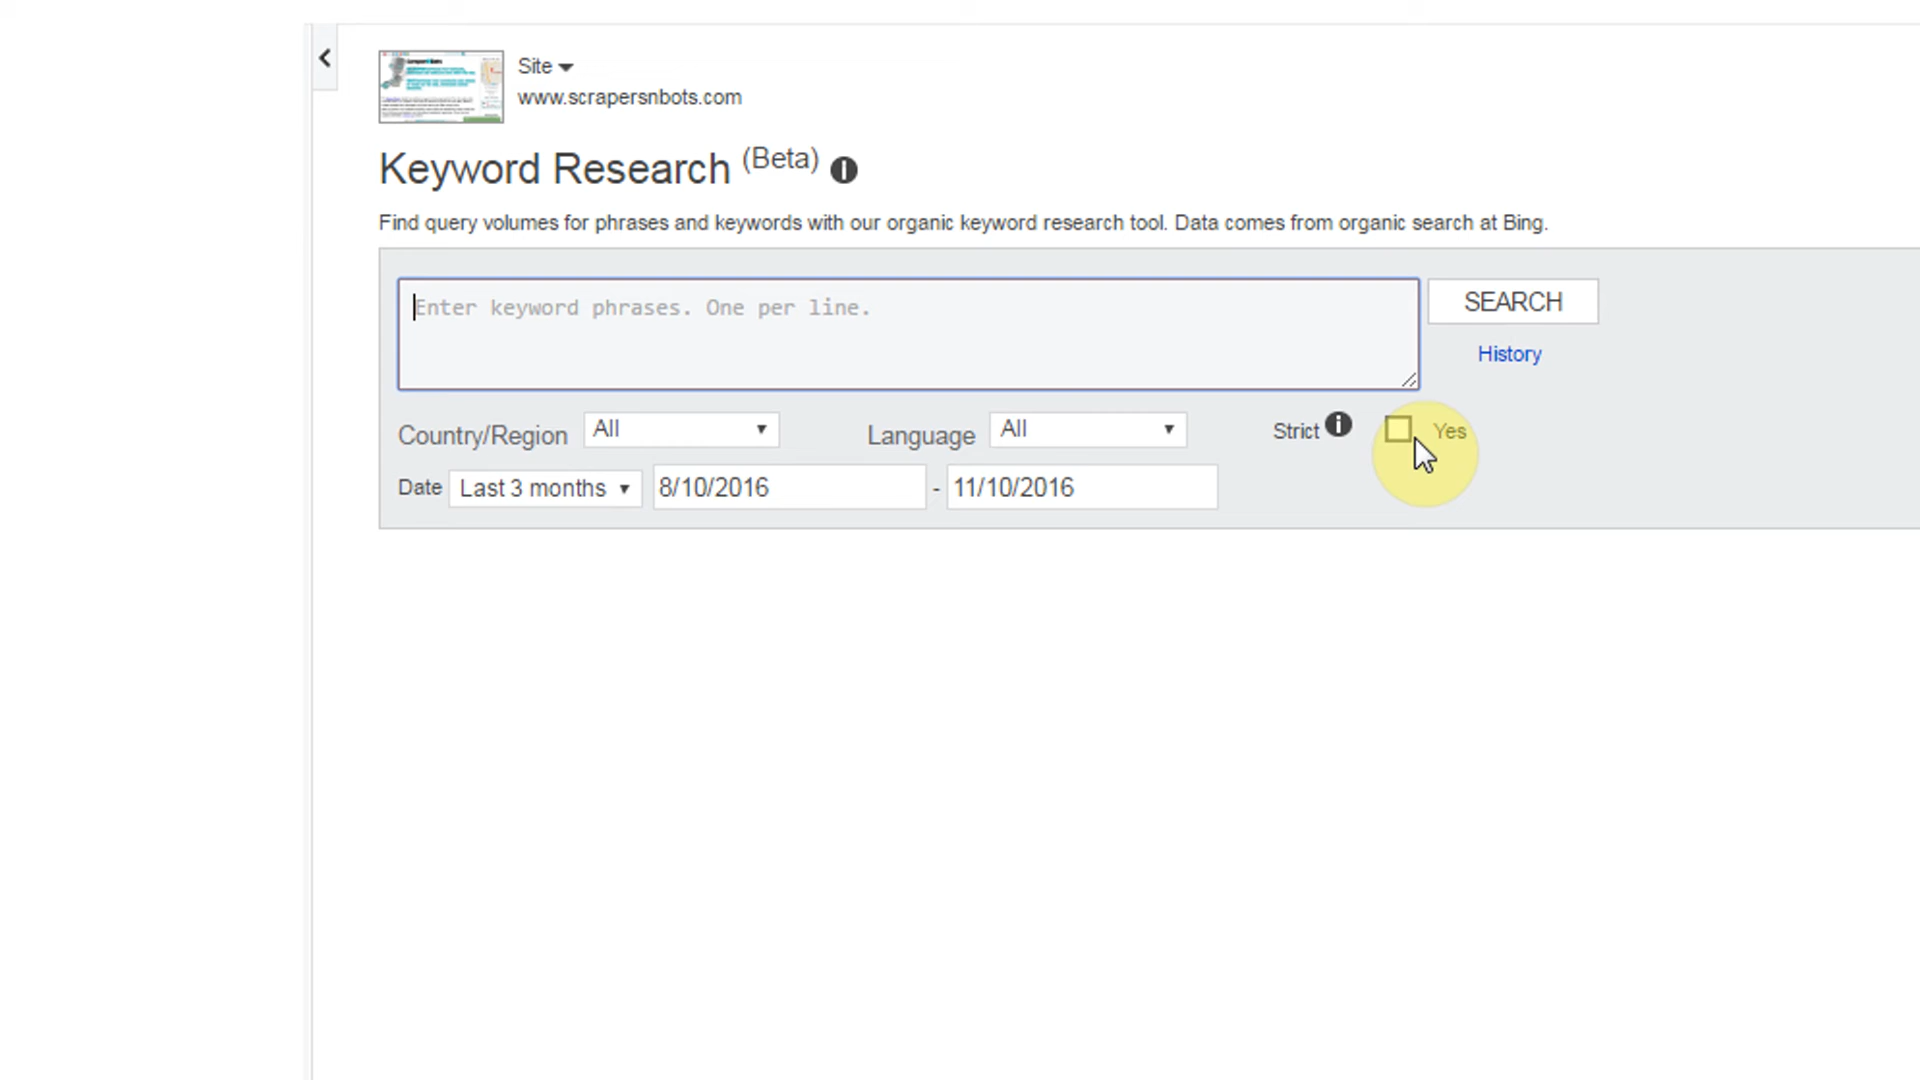 Site
www.scrapersnbots.com
Keyword Research (Beta)
Find query volumes for phrases and keywords with our organic keyword research tool. Data comes from organic search at Bing.
Enter keyword phrases. One per line.
SEARCH
History
Country/Region All Language All Strict Yes
Date Last 3 months 8/10/2016 - 11/10/2016